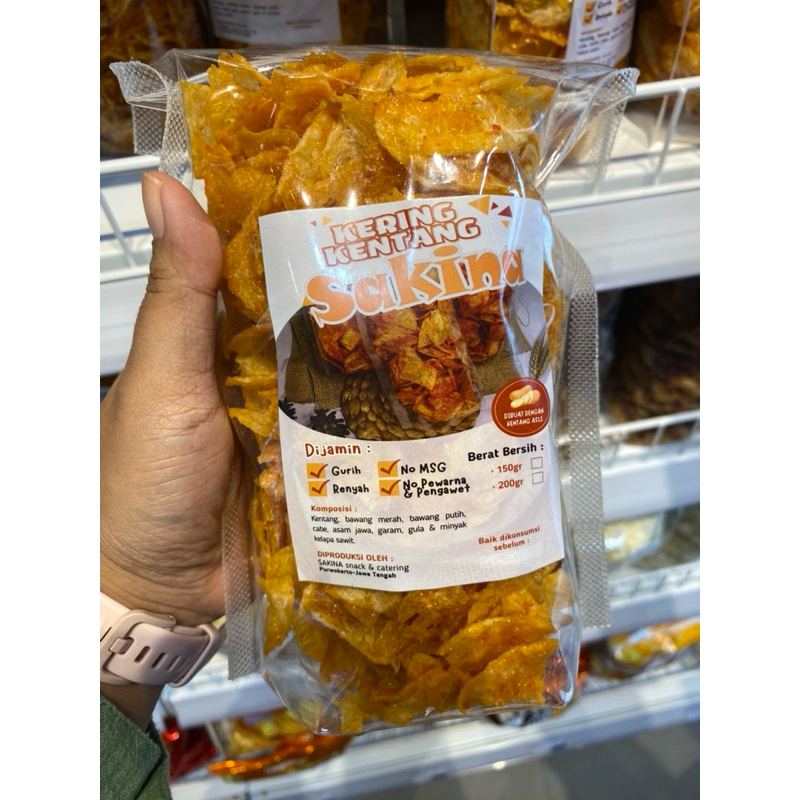 KERING
KENTANG
Sakina
DIBUAT DENGAN
KENTANG ASLI
Dijamin :
Gurih
Renyah
No MSG
No Pewarna
& Pengawet
Berat Bersih :
- 150gr
- 200gr
Komposisi :
Kentang, bawang merah, bawang putih,
cabe, asam jawa, garam, gula & minyak
kelapa sawit.
DIPRODUKSI OLEH :
SAKINA snack & catering
Purwokerto-Jawa Tengah
Baik dikonsumsi
sebelum :